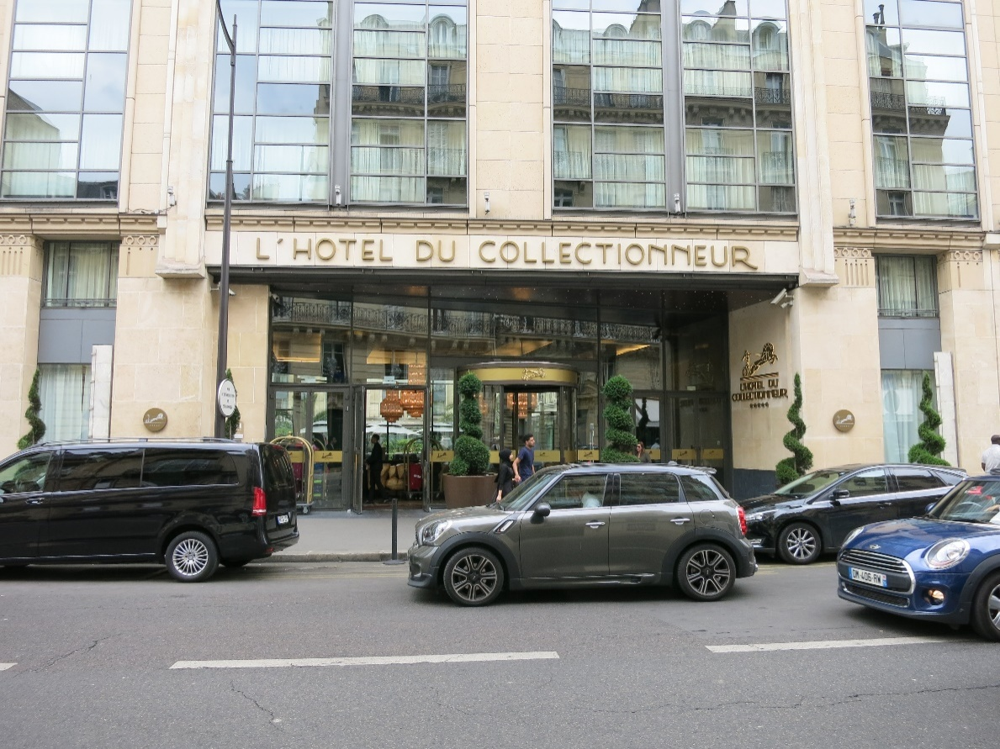 L'HOTEL DU COLLECTIONNEUR
L'HOTEL DU
COLLECTIONNEUR
★★★★★
DM-406-RW